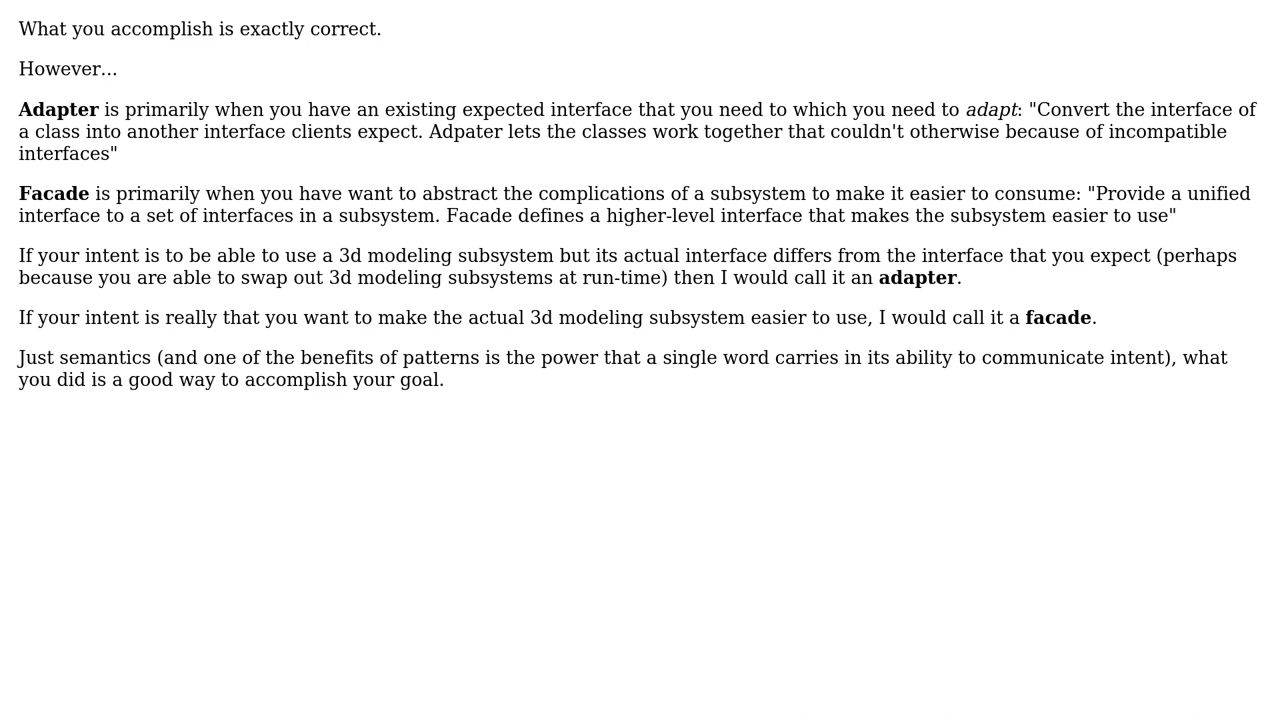 What you accomplish is exactly correct.
However...
Adapter is primarily when you have an existing expected interface that you need to which you need to adapt: "Convert the interface of
a class into another interface clients expect. Adpater lets the classes work together that couldn't otherwise because of incompatible
interfaces"
Facade is primarily when you have want to abstract the complications of a subsystem to make it easier to consume: "Provide a unified
interface to a set of interfaces in a subsystem. Facade defines a higher-level interface that makes the subsystem easier to use"
If your intent is to be able to use a 3d modeling subsystem but its actual interface differs from the interface that you expect (perhaps
because you are able to swap out 3d modeling subsystems at run-time) then I would call it an adapter.
If your intent is really that you want to make the actual 3d modeling subsystem easier to use, I would call it a facade.
Just semantics (and one of the benefits of patterns is the power that a single word carries in its ability to communicate intent), what
you did is a good way to accomplish your goal.